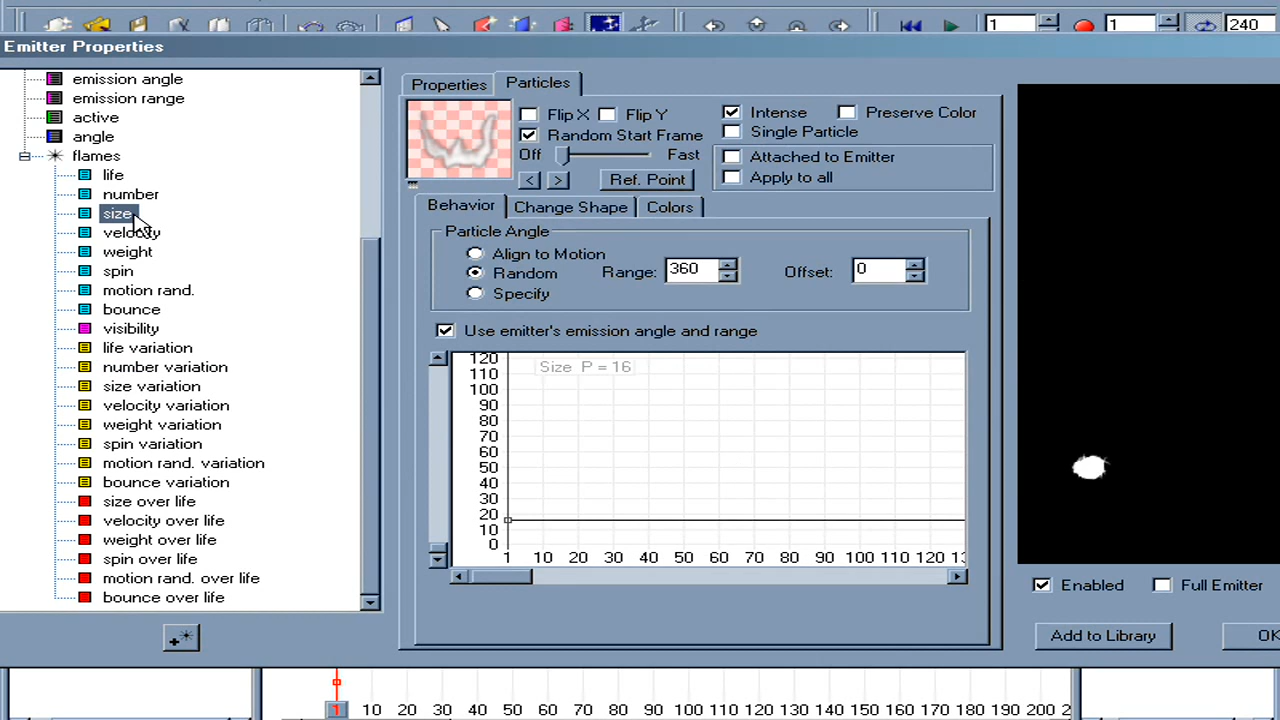 1 1 240
Emitter Properties
emission angle
emission range
active
angle
flames
life
number
size
velocity
weight
spin
motion rand.
bounce
visibility
life variation
number variation
size variation
velocity variation
weight variation
spin variation
motion rand. variation
bounce variation
size over life
velocity over life
weight over life
spin over life
motion rand. over life
bounce over life
Properties Particles
Flip X Flip Y
Random Start Frame
Off Fast
< > Ref. Point
Intense Preserve Color
Single Particle
Attached to Emitter
Apply to all
Behavior Change Shape Colors
Particle Angle
Align to Motion
Random Range: 360 Offset: 0
Specify
Use emitter's emission angle and range
Size P = 16
120
110
100
90
80
70
60
50
40
30
20
10
0
1 10 20 30 40 50 60 70 80 90 100 110 120 13
Enabled Full Emitter
Add to Library OK
1 10 20 30 40 50 60 70 80 90 100 110 120 130 140 150 160 170 180 190 200 2